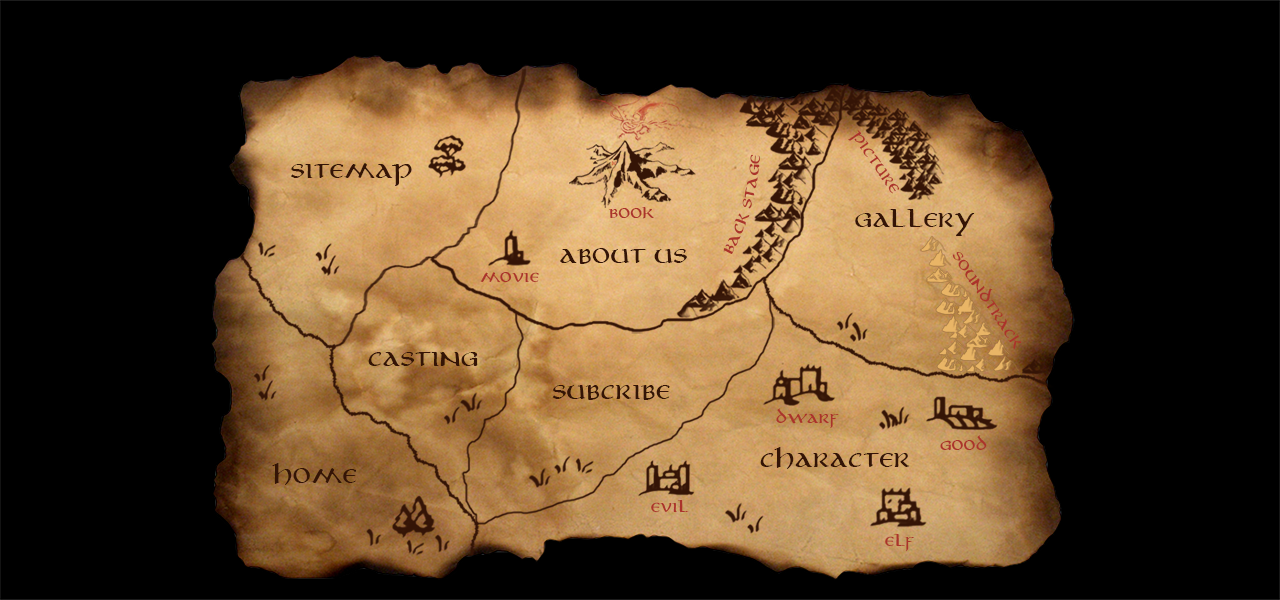 SITEMAP
BOOK
MOVIE
ABOUT US
BACK STAGE
PICTURE
GALLERY
SOUNDTRACK
CASTING
SUBCRIBE
DWARF
GOOD
CHARACTER
HOME
EVIL
ELF